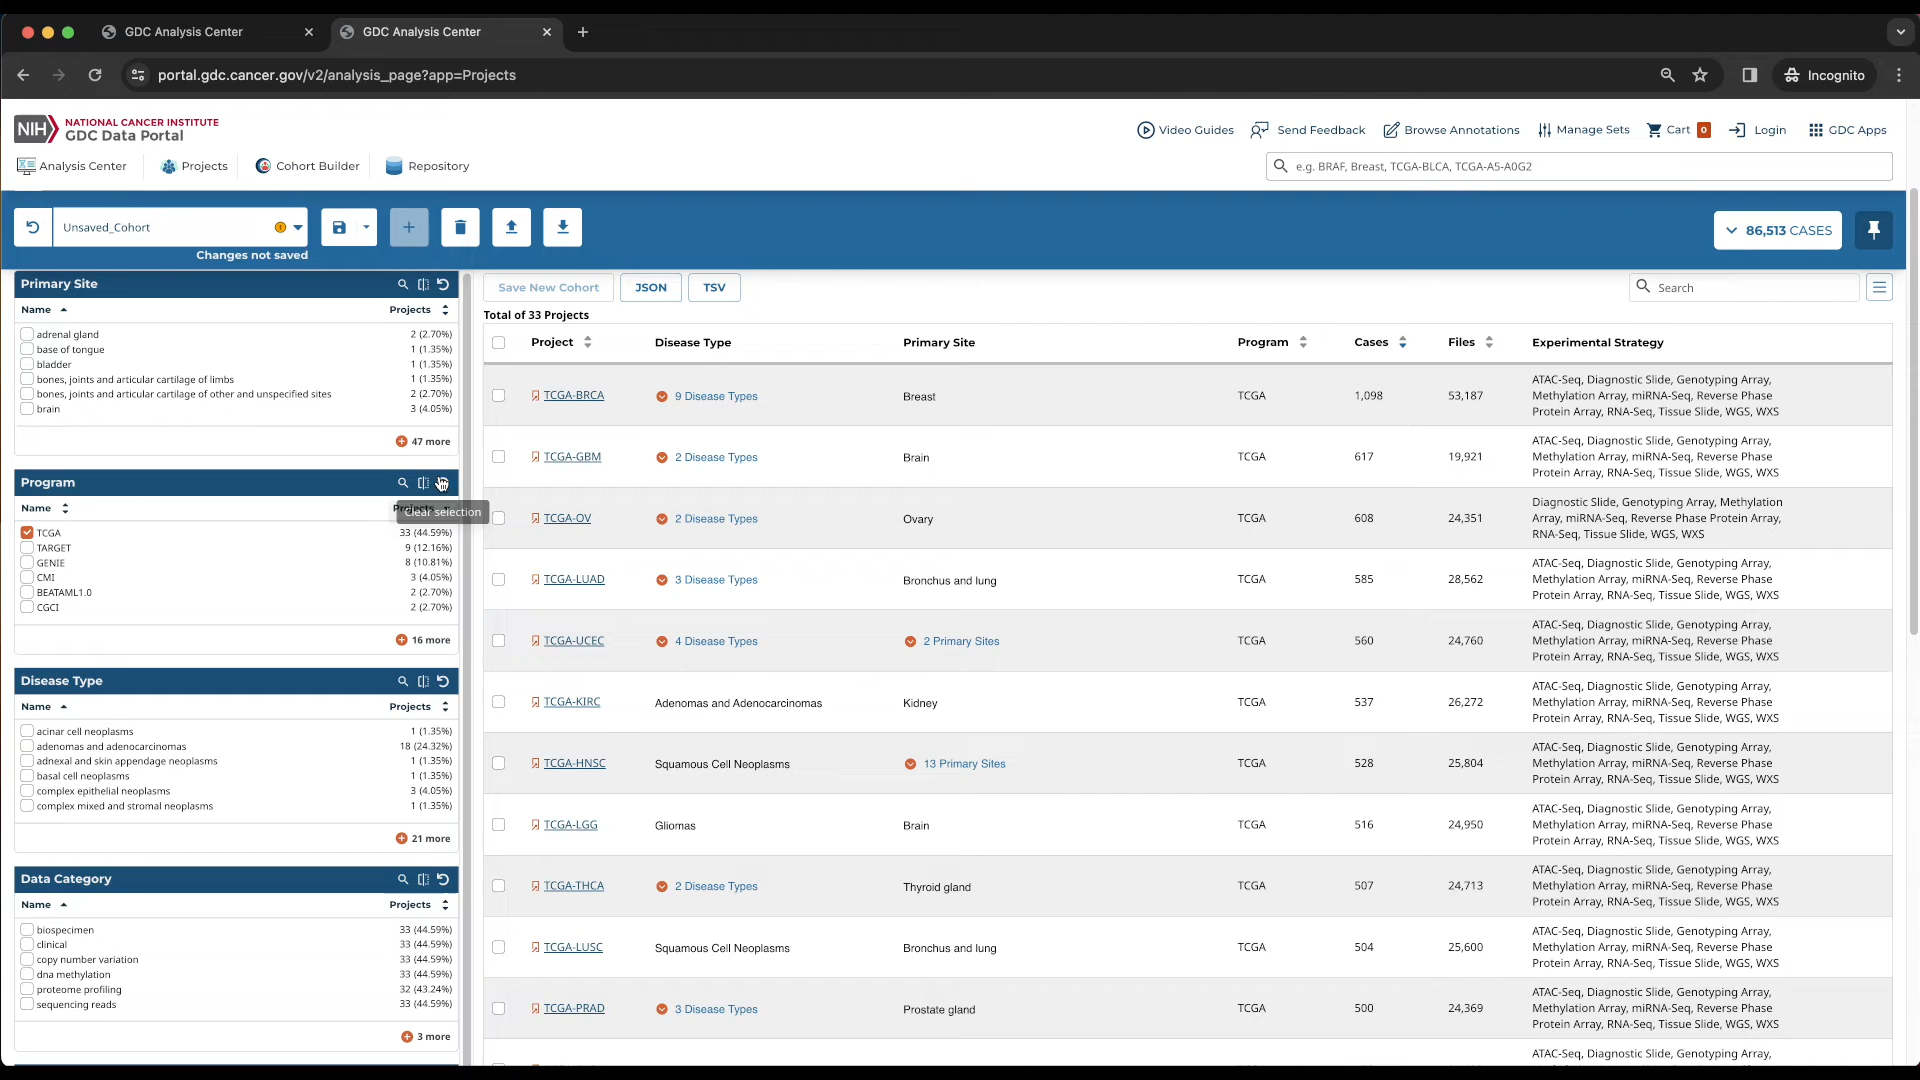 GDC Analysis Center
GDC Analysis Center
portal.gdc.cancer.gov/v2/analysis_page?app=Projects
Incognito
NIH NATIONAL CANCER INSTITUTE
GDC Data Portal
Video Guides Send Feedback Browse Annotations Manage Sets Cart 0 Login GDC Apps
Analysis Center Projects Cohort Builder Repository
e.g. BRAF, Breast, TCGA-BLCA, TCGA-A5-A0G2
Unsaved_Cohort
Changes not saved
86,513 CASES
Primary Site
Name Projects
adrenal gland 2 (2.70%)
base of tongue 1 (1.35%)
bladder 1 (1.35%)
bones, joints and articular cartilage of limbs 1 (1.35%)
bones, joints and articular cartilage of other and unspecified sites 2 (2.70%)
brain 3 (4.05%)
47 more
Program
Name
Clear selection
TCGA 33 (44.59%)
TARGET 9 (12.16%)
GENIE 8 (10.81%)
CMI 3 (4.05%)
BEATAML1.0 2 (2.70%)
CGCI 2 (2.70%)
16 more
Disease Type
Name Projects
acinar cell neoplasms 1 (1.35%)
adenomas and adenocarcinomas 18 (24.32%)
adnexal and skin appendage neoplasms 1 (1.35%)
basal cell neoplasms 1 (1.35%)
complex epithelial neoplasms 3 (4.05%)
complex mixed and stromal neoplasms 1 (1.35%)
21 more
Data Category
Name Projects
biospecimen 33 (44.59%)
clinical 33 (44.59%)
copy number variation 33 (44.59%)
dna methylation 33 (44.59%)
proteome profiling 32 (43.24%)
sequencing reads 33 (44.59%)
3 more
Save New Cohort JSON TSV
Search
Total of 33 Projects
Project Disease Type Primary Site Program Cases Files Experimental Strategy
TCGA-BRCA 9 Disease Types Breast TCGA 1,098 53,187 ATAC-Seq, Diagnostic Slide, Genotyping Array,
Methylation Array, miRNA-Seq, Reverse Phase
Protein Array, RNA-Seq, Tissue Slide, WGS, WXS
TCGA-GBM 2 Disease Types Brain TCGA 617 19,921 ATAC-Seq, Diagnostic Slide, Genotyping Array,
Methylation Array, miRNA-Seq, Reverse Phase
Protein Array, RNA-Seq, Tissue Slide, WGS, WXS
TCGA-OV 2 Disease Types Ovary TCGA 608 24,351 Diagnostic Slide, Genotyping Array, Methylation
Array, miRNA-Seq, Reverse Phase Protein Array,
RNA-Seq, Tissue Slide, WGS, WXS
TCGA-LUAD 3 Disease Types Bronchus and lung TCGA 585 28,562 ATAC-Seq, Diagnostic Slide, Genotyping Array,
Methylation Array, miRNA-Seq, Reverse Phase
Protein Array, RNA-Seq, Tissue Slide, WGS, WXS
TCGA-UCEC 4 Disease Types 2 Primary Sites TCGA 560 24,760 ATAC-Seq, Diagnostic Slide, Genotyping Array,
Methylation Array, miRNA-Seq, Reverse Phase
Protein Array, RNA-Seq, Tissue Slide, WGS, WXS
TCGA-KIRC Adenomas and Adenocarcinomas Kidney TCGA 537 26,272 ATAC-Seq, Diagnostic Slide, Genotyping Array,
Methylation Array, miRNA-Seq, Reverse Phase
Protein Array, RNA-Seq, Tissue Slide, WGS, WXS
TCGA-HNSC Squamous Cell Neoplasms 13 Primary Sites TCGA 528 25,804 ATAC-Seq, Diagnostic Slide, Genotyping Array,
Methylation Array, miRNA-Seq, Reverse Phase
Protein Array, RNA-Seq, Tissue Slide, WGS, WXS
TCGA-LGG Gliomas Brain TCGA 516 24,950 ATAC-Seq, Diagnostic Slide, Genotyping Array,
Methylation Array, miRNA-Seq, Reverse Phase
Protein Array, RNA-Seq, Tissue Slide, WGS, WXS
TCGA-THCA 2 Disease Types Thyroid gland TCGA 507 24,713 ATAC-Seq, Diagnostic Slide, Genotyping Array,
Methylation Array, miRNA-Seq, Reverse Phase
Protein Array, RNA-Seq, Tissue Slide, WGS, WXS
TCGA-LUSC Squamous Cell Neoplasms Bronchus and lung TCGA 504 25,600 ATAC-Seq, Diagnostic Slide, Genotyping Array,
Methylation Array, miRNA-Seq, Reverse Phase
Protein Array, RNA-Seq, Tissue Slide, WGS, WXS
TCGA-PRAD 3 Disease Types Prostate gland TCGA 500 24,369 ATAC-Seq, Diagnostic Slide, Genotyping Array,
Methylation Array, miRNA-Seq, Reverse Phase
Protein Array, RNA-Seq, Tissue Slide, WGS, WXS
ATAC-Seq, Diagnostic Slide, Genotyping Array,